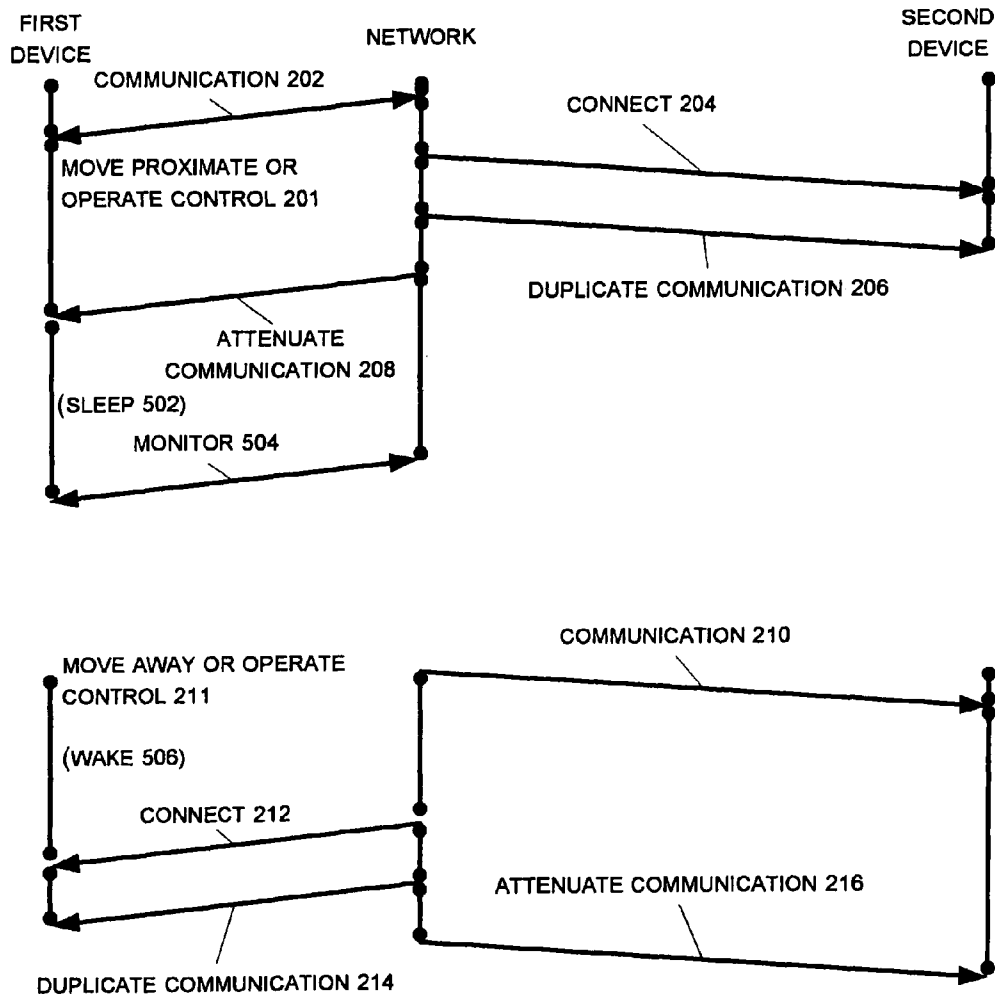 FIRST
DEVICE
NETWORK
SECOND
DEVICE
COMMUNICATION 202
CONNECT 204
MOVE PROXIMATE OR
OPERATE CONTROL 201
DUPLICATE COMMUNICATION 206
ATTENUATE
COMMUNICATION 208
(SLEEP 502)
MONITOR 504
COMMUNICATION 210
MOVE AWAY OR OPERATE
CONTROL 211
(WAKE 506)
CONNECT 212
ATTENUATE COMMUNICATION 216
DUPLICATE COMMUNICATION 214